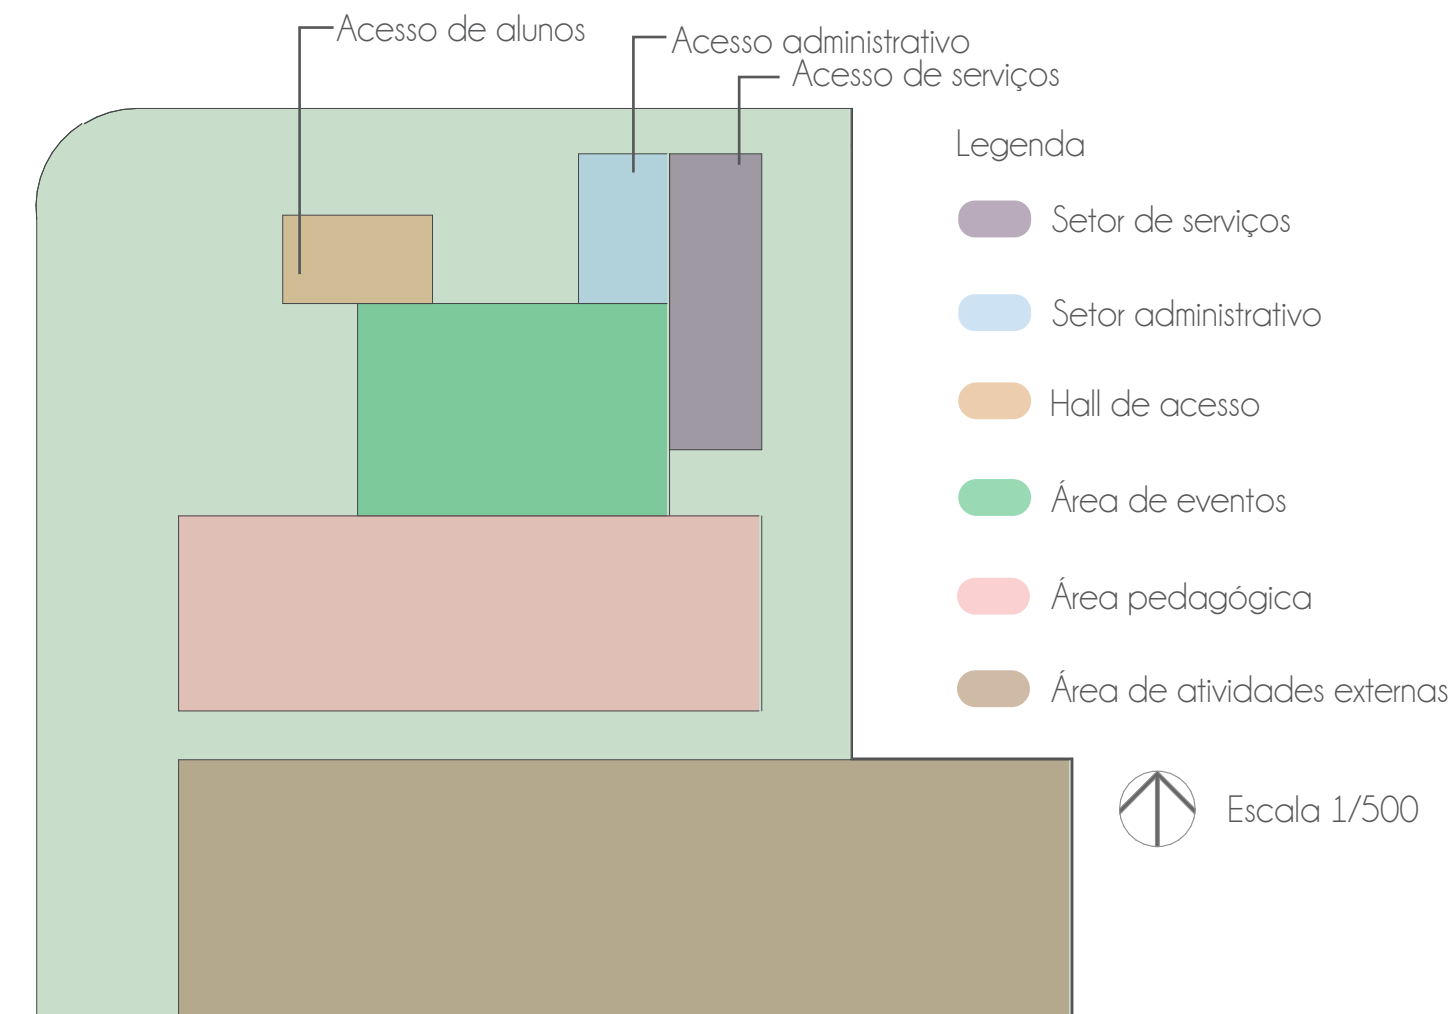 Acesso de alunos
Acesso administrativo
Acesso de serviços
Legenda
Setor de serviços
Setor administrativo
Hall de acesso
Área de eventos
Área pedagógica
Área de atividades externas
Escala 1/500